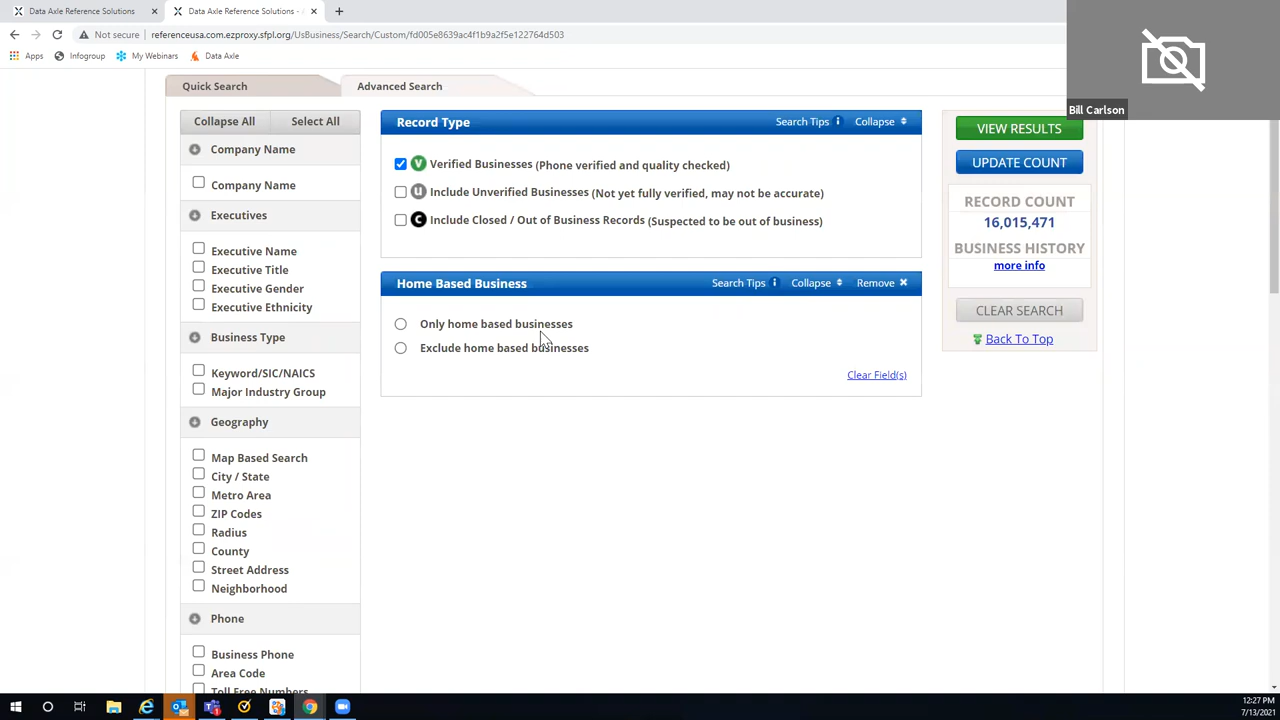 Data Axle Reference Solutions
Data Axle Reference Solutions - 
Not secure
referenceusa.com.ezproxy.sfpl.org/UsBusiness/Search/Custom/fd005e8639ac4f1b9a2f5e122764d503
Apps
Infogroup
My Webinars
Data Axle
Bill Carlson
Quick Search
Advanced Search
Collapse All
Select All
Company Name
Company Name
Executives
Executive Name
Executive Title
Executive Gender
Executive Ethnicity
Business Type
Keyword/SIC/NAICS
Major Industry Group
Geography
Map Based Search
City / State
Metro Area
ZIP Codes
Radius
County
Street Address
Neighborhood
Phone
Business Phone
Area Code
Toll Free Numbers
Record Type
Search Tips
Collapse
Verified Businesses (Phone verified and quality checked)
Include Unverified Businesses (Not yet fully verified, may not be accurate)
Include Closed / Out of Business Records (Suspected to be out of business)
Home Based Business
Search Tips
Collapse
Remove
Only home based businesses
Exclude home based businesses
Clear Field(s)
VIEW RESULTS
UPDATE COUNT
RECORD COUNT
16,015,471
BUSINESS HISTORY
more info
CLEAR SEARCH
Back To Top
12:27 PM
7/13/2021